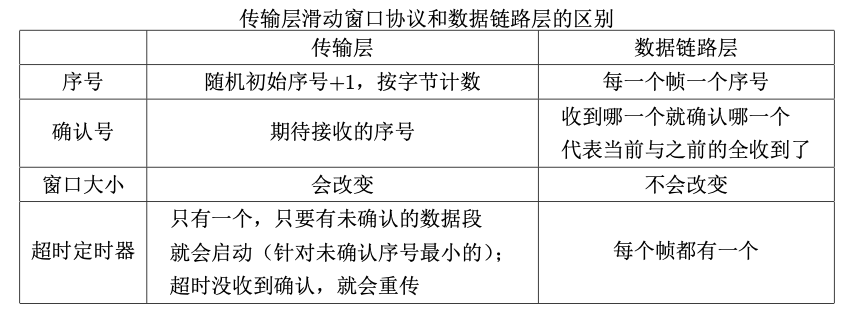 传输层滑动窗口协议和数据链路层的区别
传输层 数据链路层
序号 随机初始序号+1，按字节计数 每一个帧一个序号
确认号 期待接收的序号 收到哪一个就确认哪一个
代表当前与之前的全收到了
窗口大小 会改变 不会改变
超时定时器 只有一个，只要有未确认的数据段
就会启动（针对未确认序号最小的）；
超时没收到确认，就会重传
每个帧都有一个